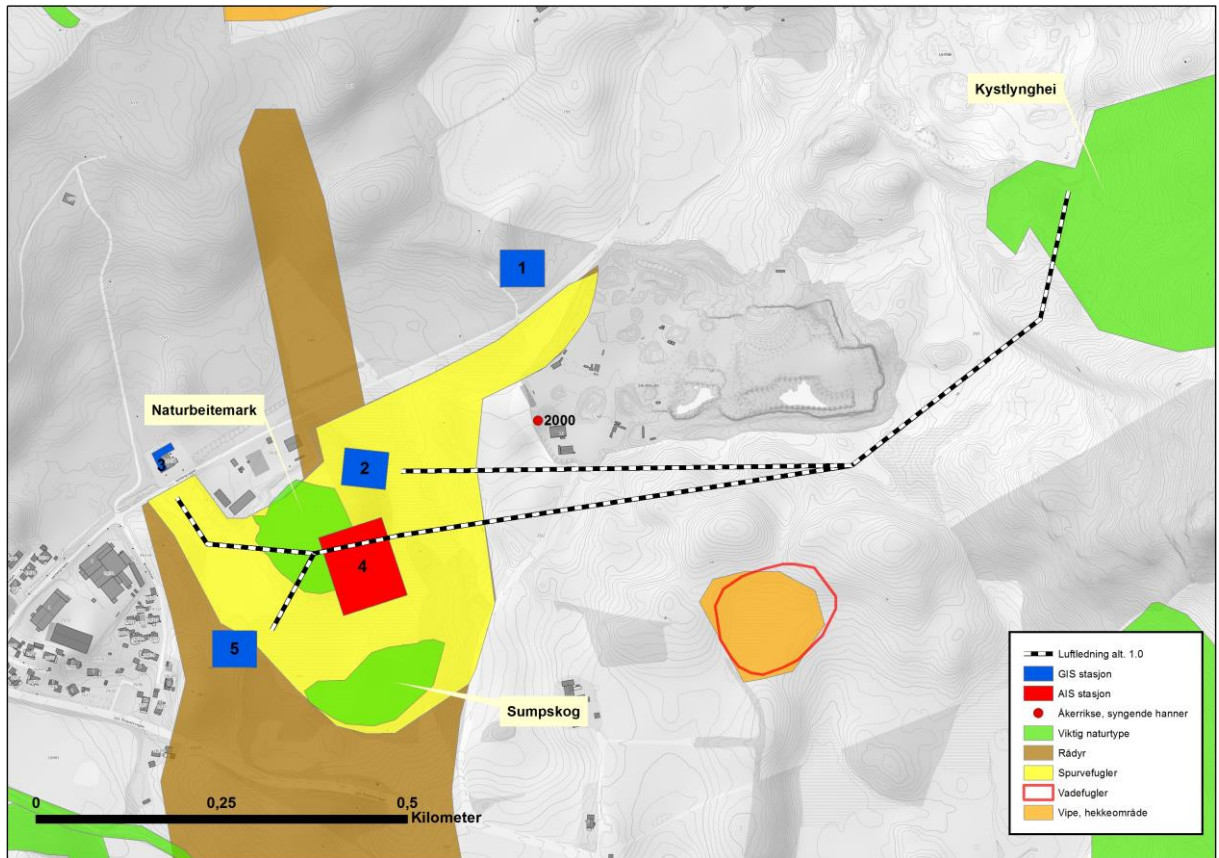 Kystlynghei
1
2000
Naturbeitemark
2
3
4
5
Sumpskog
0
0,25
0,5
Kilometer
Luftledning alt. 1.0
GIS stasjon
AIS stasjon
Åkerrikse, syngende hanner
Viktig naturtype
Rådyr
Spurvefugler
Vadefugler
Vipe, hekkeområde